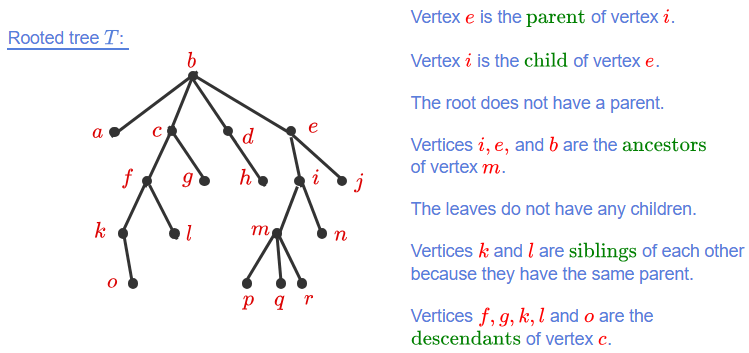 Rooted tree T:
b
a
c
d
e
f
g
h
i
j
k
l
m
n
o
p
q
r
Vertex e is the parent of vertex i.
Vertex i is the child of vertex e.
The root does not have a parent.
Vertices i, e, and b are the ancestors
of vertex m.
The leaves do not have any children.
Vertices k and l are siblings of each other
because they have the same parent.
Vertices f, g, k, l and o are the
descendants of vertex c.